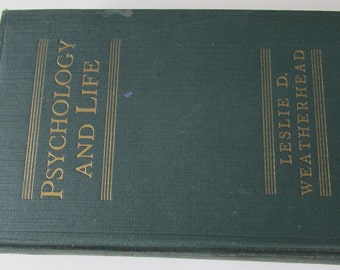 PSYCHOLOGY
AND LIFE
LESLIE D.
WEATHERHEAD